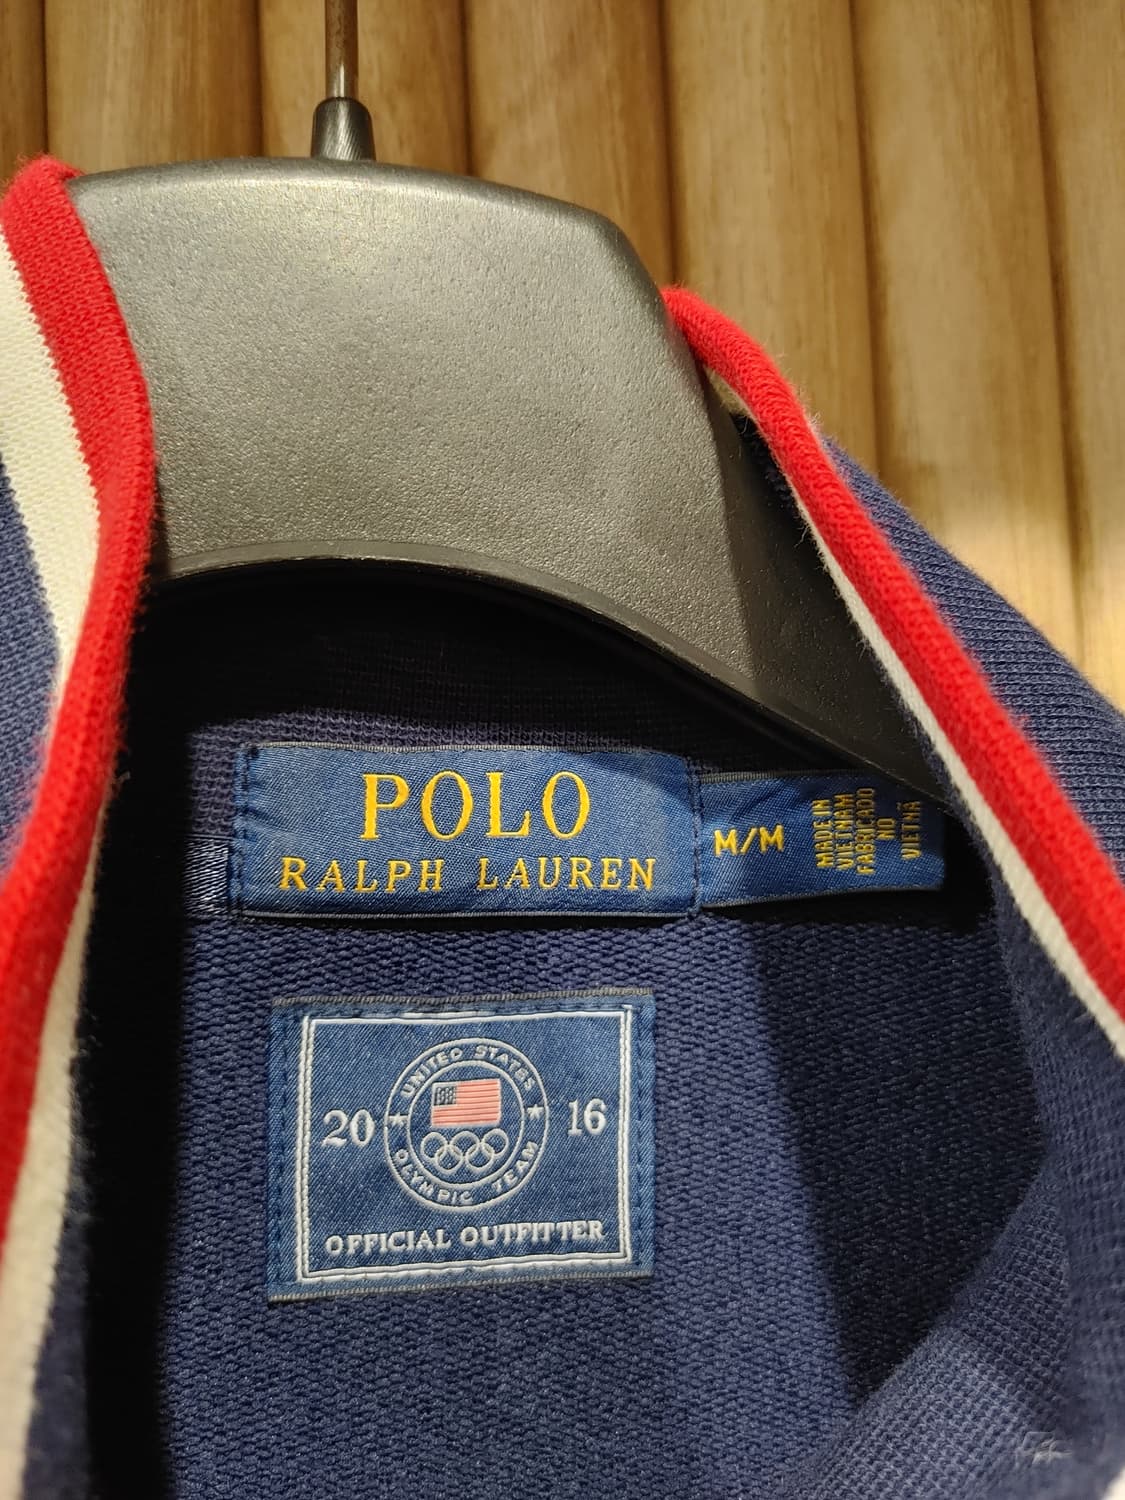 POLO
RALPH LAUREN
M/M
MADE IN
VIETNAM
FABRICADO
NO
VIETNÃ
UNITED STATES
OLYMPIC TEAM
20 16
OFFICIAL OUTFITTER